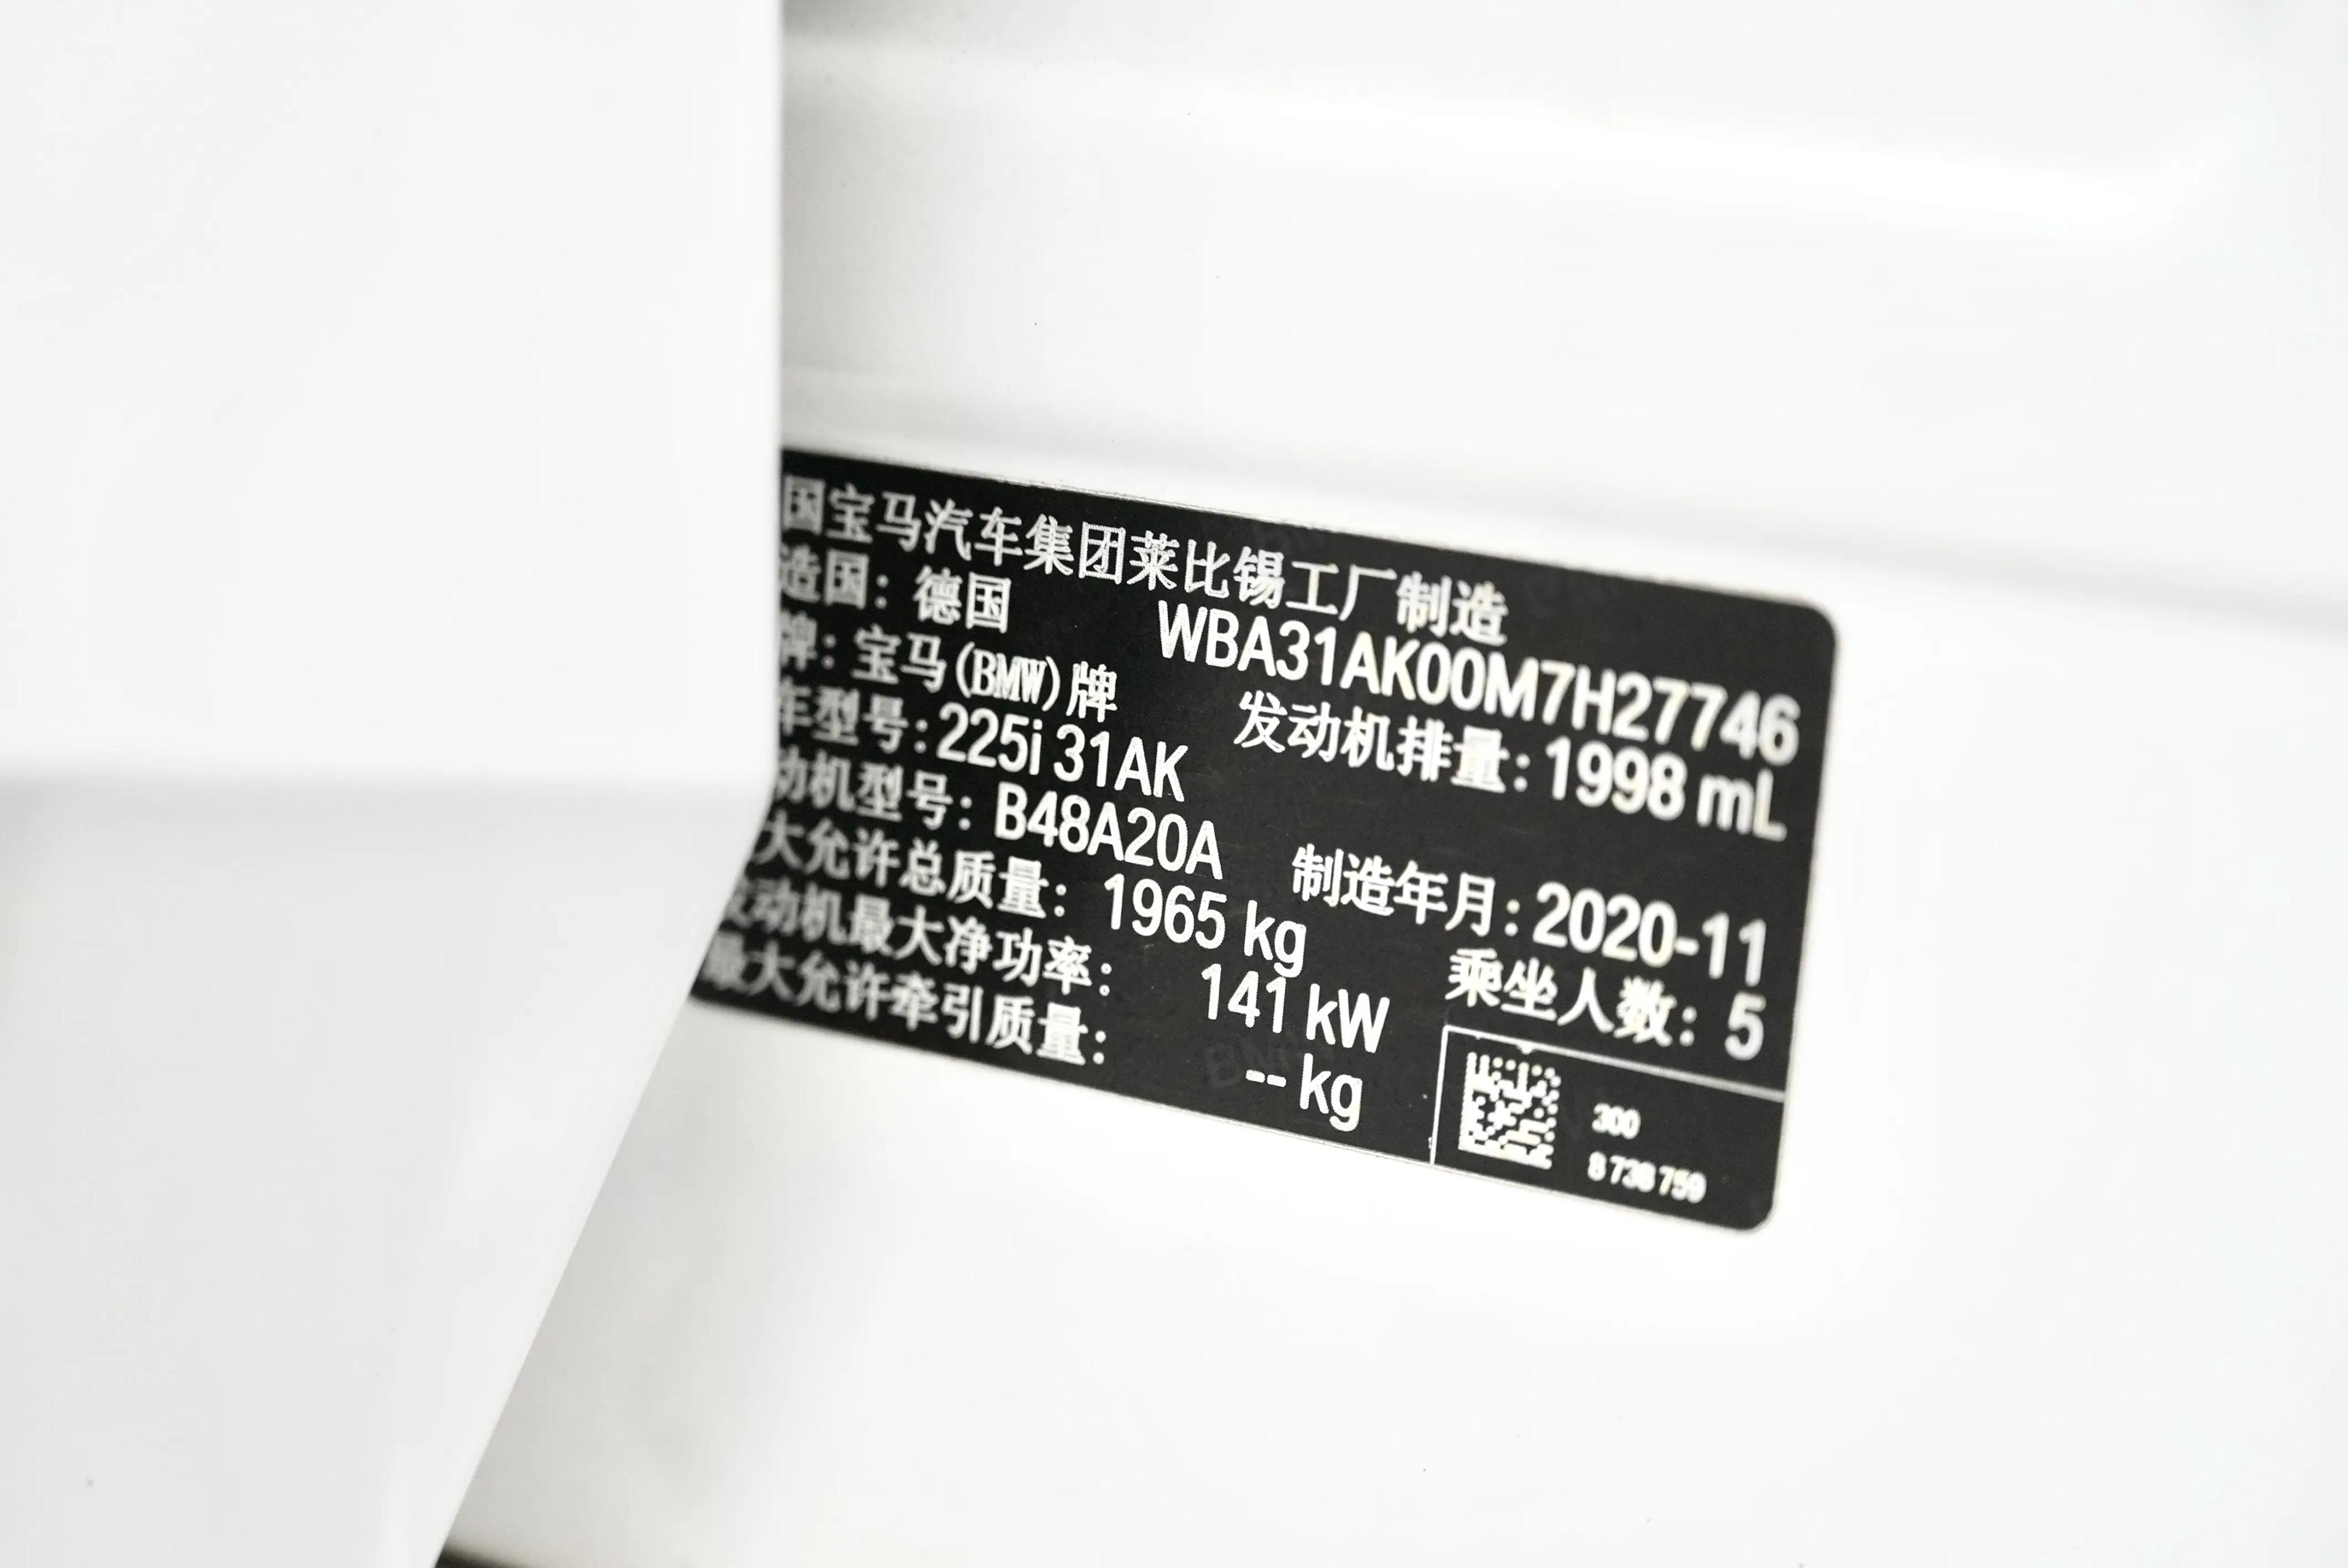 国宝马汽车集团莱比锡工厂制造
造国：德国 WBA31AK00M7H27746
牌：宝马(BMW)牌 发动机排量：1998 mL
车型号：225i 31AK
动机型号：B48A20A 制造年月：2020-11
大允许总质量：1965 kg 乘坐人数：5
发动机最大净功率：141 kW
最大允许牵引质量：-- kg
300
8 738 759